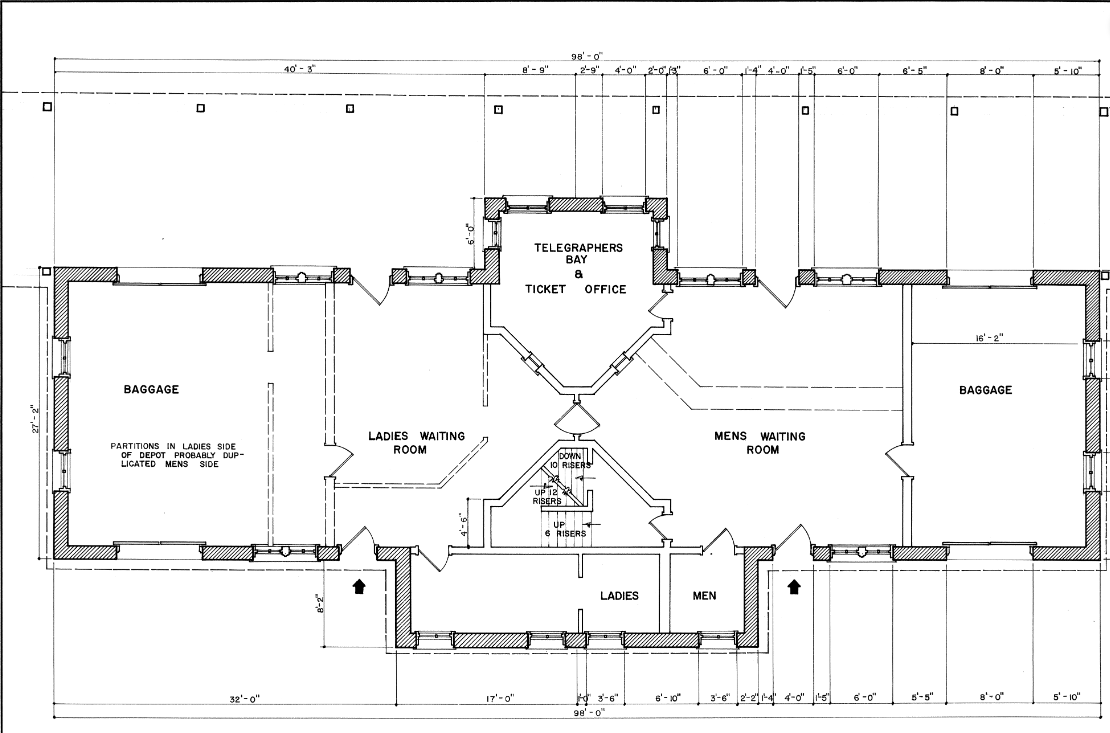 98'-0"
40'-3" 8'-9" 2'-9" 4'-0" 2'-0" 1'3" 6'-0" 1'-4" 4'-0" 1'-5" 6'-0" 6'-5" 8'-0" 5'-10"
6'-0"
TELEGRAPHERS
BAY
&
TICKET OFFICE
16'-2"
27'-2"
BAGGAGE
PARTITIONS IN LADIES SIDE
OF DEPOT PROBABLY DUP-
LICATED MENS SIDE
LADIES WAITING
ROOM
MENS WAITING
ROOM
BAGGAGE
DOWN
10 RISERS
UP 12
RISERS
UP
6 RISERS
4'-6"
8'-2"
LADIES
MEN
32'-0" 17'-0" 1'0" 3'-6" 6'-10" 3'-6" 2'-2" 1'-4" 4'-0" 1'-5" 6'-0" 5'-5" 8'-0" 5'-10"
98'-0"